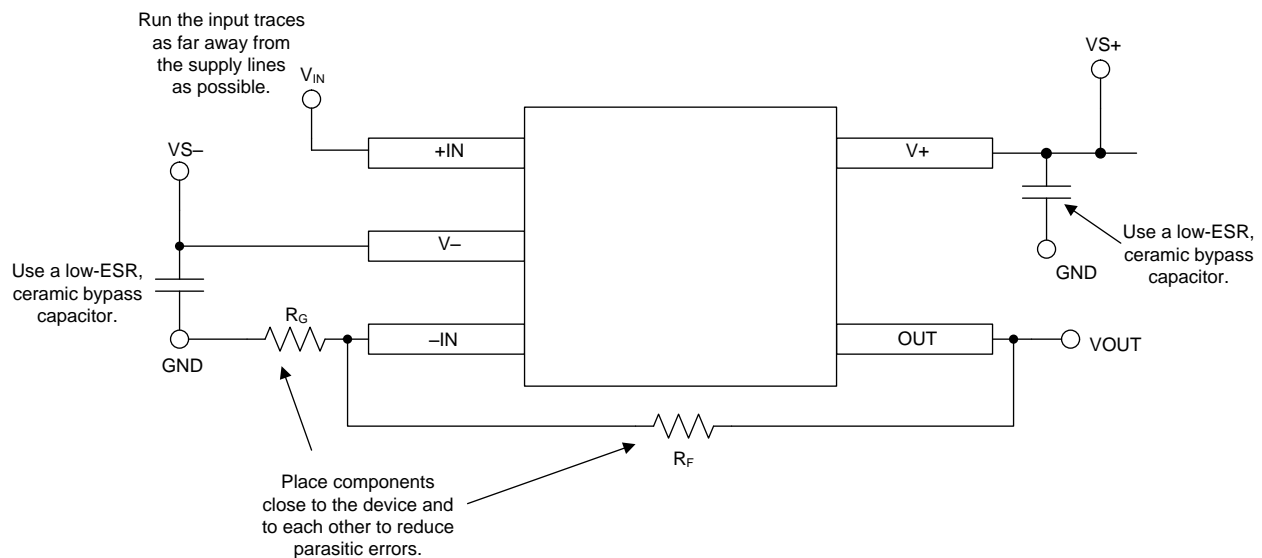 Run the input traces
as far away from
the supply lines
as possible.
VIN
VS+
+IN
V+
VS–
V–
Use a low-ESR,
ceramic bypass
capacitor.
GND
Use a low-ESR,
ceramic bypass
capacitor.
RG
–IN
OUT
VOUT
GND
RF
Place components
close to the device and
to each other to reduce
parasitic errors.